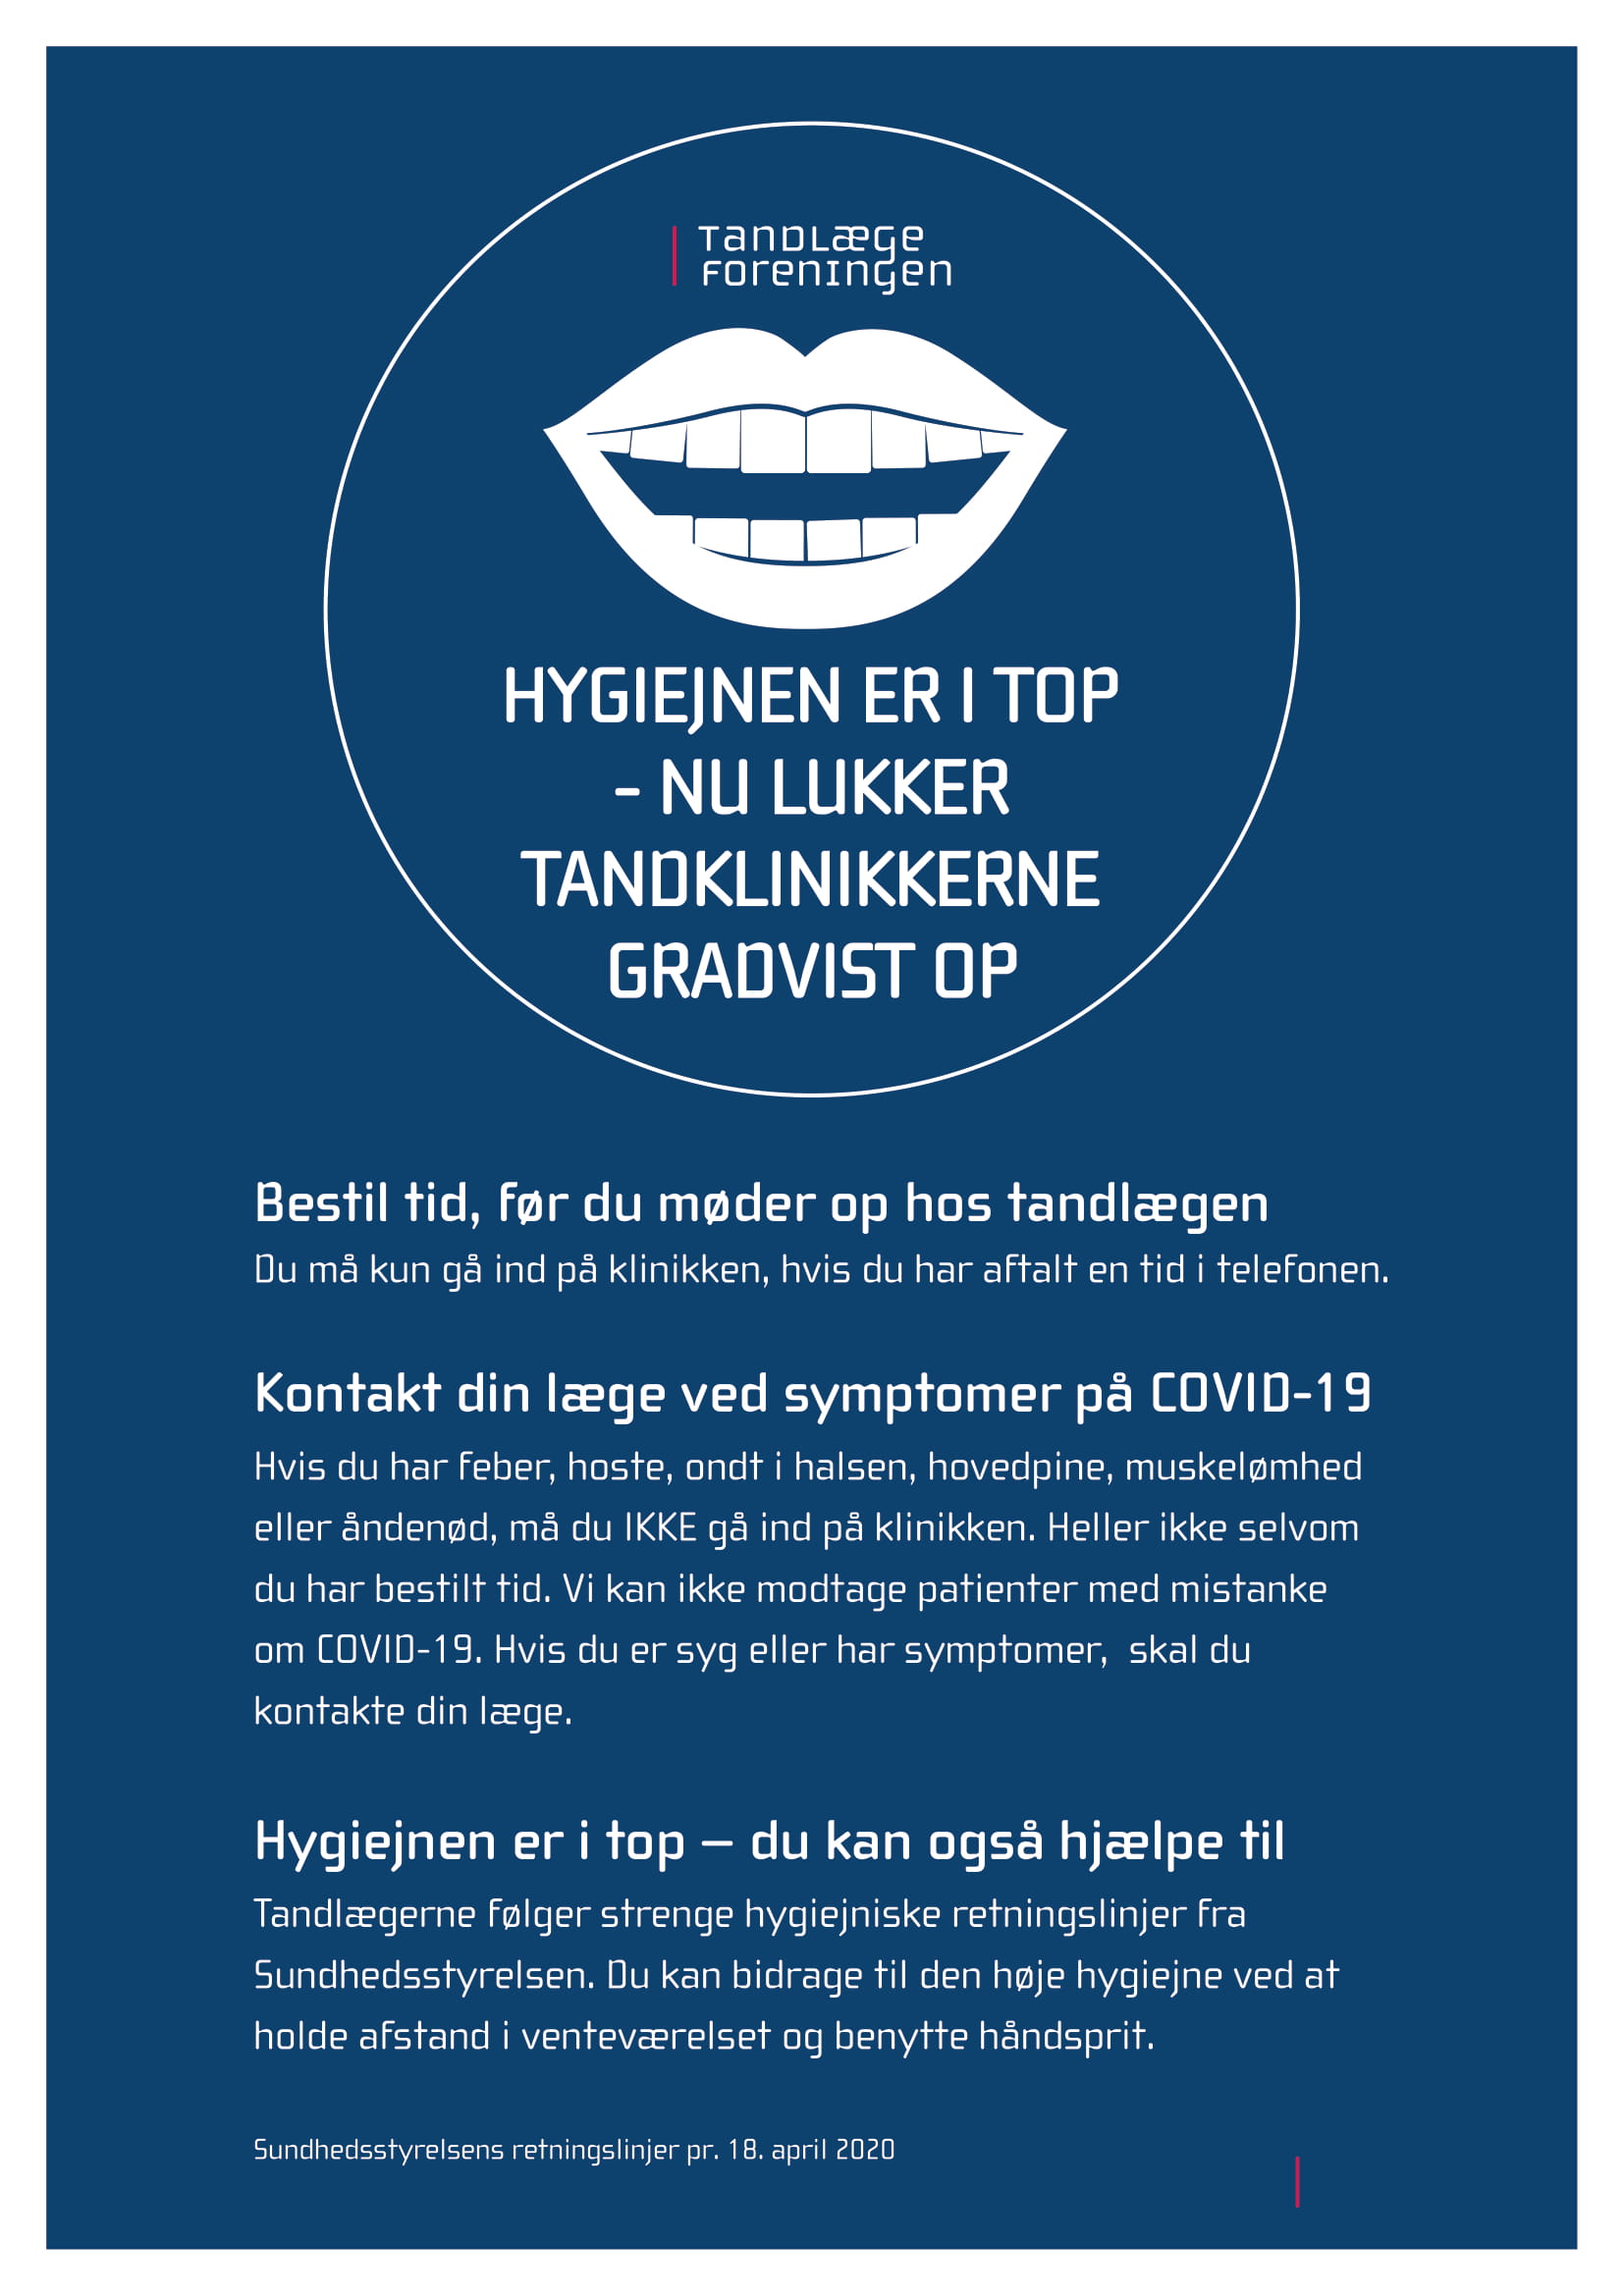 Tandlæge
foreningen
HYGIEJNEN ER I TOP
- NU LUKKER
TANDKLINIKKERNE
GRADVIST OP
Bestil tid, før du møder op hos tandlægen
Du må kun gå ind på klinikken, hvis du har aftalt en tid i telefonen.
Kontakt din læge ved symptomer på COVID-19
Hvis du har feber, hoste, ondt i halsen, hovedpine, muskelømhed
eller åndenød, må du IKKE gå ind på klinikken. Heller ikke selvom
du har bestilt tid. Vi kan ikke modtage patienter med mistanke
om COVID-19. Hvis du er syg eller har symptomer,  skal du
kontakte din læge.
Hygiejnen er i top – du kan også hjælpe til
Tandlægerne følger strenge hygiejniske retningslinjer fra
Sundhedsstyrelsen. Du kan bidrage til den høje hygiejne ved at
holde afstand i venteværelset og benytte håndsprit.
Sundhedsstyrelsens retningslinjer pr. 18. april 2020